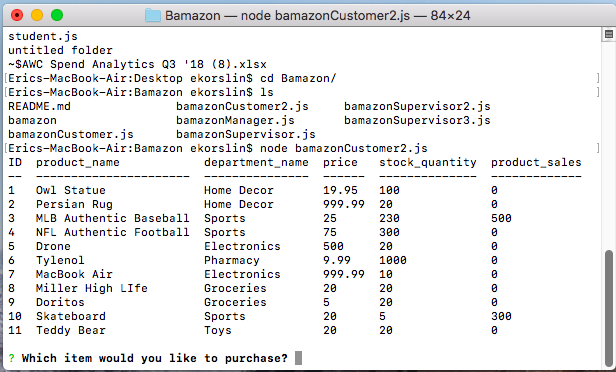 Bamazon — node bamazonCustomer2.js — 84×24
student.js
untitled folder
~$AWC Spend Analytics Q3 '18 (8).xlsx
[Erics-MacBook-Air:Desktop ekorslin$ cd Bamazon/ ]
[Erics-MacBook-Air:Bamazon ekorslin$ ls ]
README.md bamazonCustomer2.js bamazonSupervisor2.js
bamazon bamazonManager.js bamazonSupervisor3.js
bamazonCustomer.js bamazonSupervisor.js
[Erics-MacBook-Air:Bamazon ekorslin$ node bamazonCustomer2.js ]
ID product_name department_name price stock_quantity product_sales
-- ---------------------- --------------- ------ -------------- -------------
1 Owl Statue Home Decor 19.95 100 0
2 Persian Rug Home Decor 999.99 20 0
3 MLB Authentic Baseball Sports 25 230 500
4 NFL Authentic Football Sports 75 300 0
5 Drone Electronics 500 20 0
6 Tylenol Pharmacy 9.99 1000 0
7 MacBook Air Electronics 999.99 10 0
8 Miller High LIfe Groceries 20 20 0
9 Doritos Groceries 5 20 0
10 Skateboard Sports 20 5 300
11 Teddy Bear Toys 20 20 0
? Which item would you like to purchase?